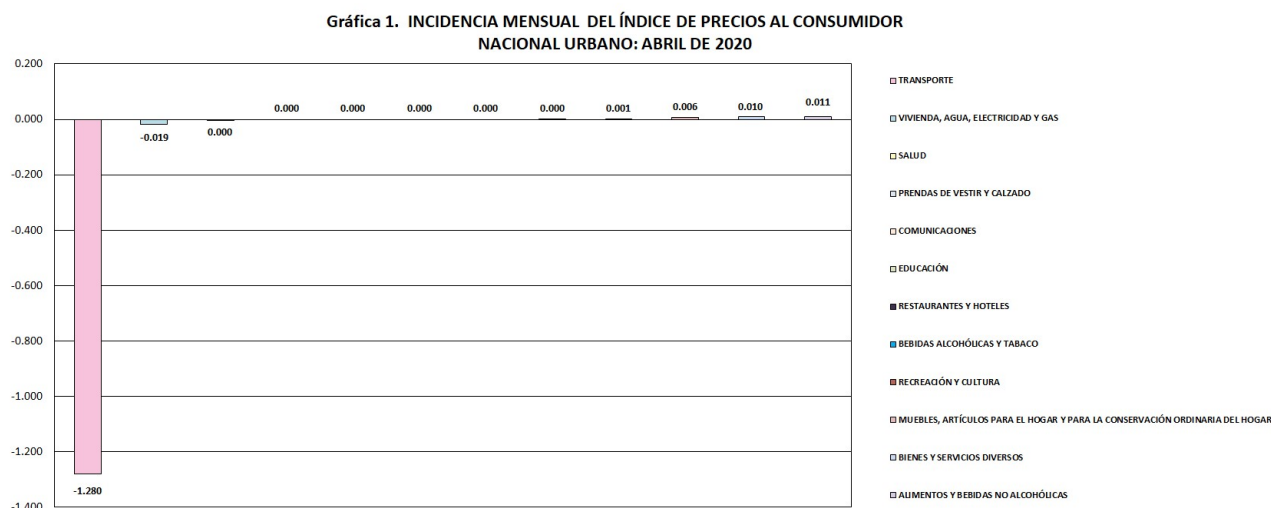 Gráfica 1. INCIDENCIA MENSUAL DEL ÍNDICE DE PRECIOS AL CONSUMIDOR
NACIONAL URBANO: ABRIL DE 2020
0.200
0.000
-0.200
-0.400
-0.600
-0.800
-1.000
-1.200
-1.400
-1.280
-0.019
0.000
0.000
0.000
0.000
0.000
0.000
0.001
0.006
0.010
0.011
TRANSPORTE
VIVIENDA, AGUA, ELECTRICIDAD Y GAS
SALUD
PRENDAS DE VESTIR Y CALZADO
COMUNICACIONES
EDUCACIÓN
RESTAURANTES Y HOTELES
BEBIDAS ALCOHÓLICAS Y TABACO
RECREACIÓN Y CULTURA
MUEBLES, ARTÍCULOS PARA EL HOGAR Y PARA LA CONSERVACIÓN ORDINARIA DEL HOGAR
BIENES Y SERVICIOS DIVERSOS
ALIMENTOS Y BEBIDAS NO ALCOHÓLICAS